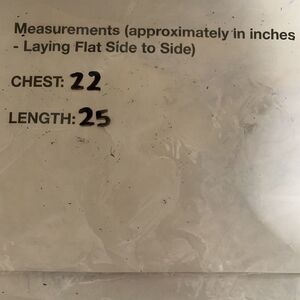 Measurements (approximately in inches
- Laying Flat Side to Side)
CHEST: 22
LENGTH: 25